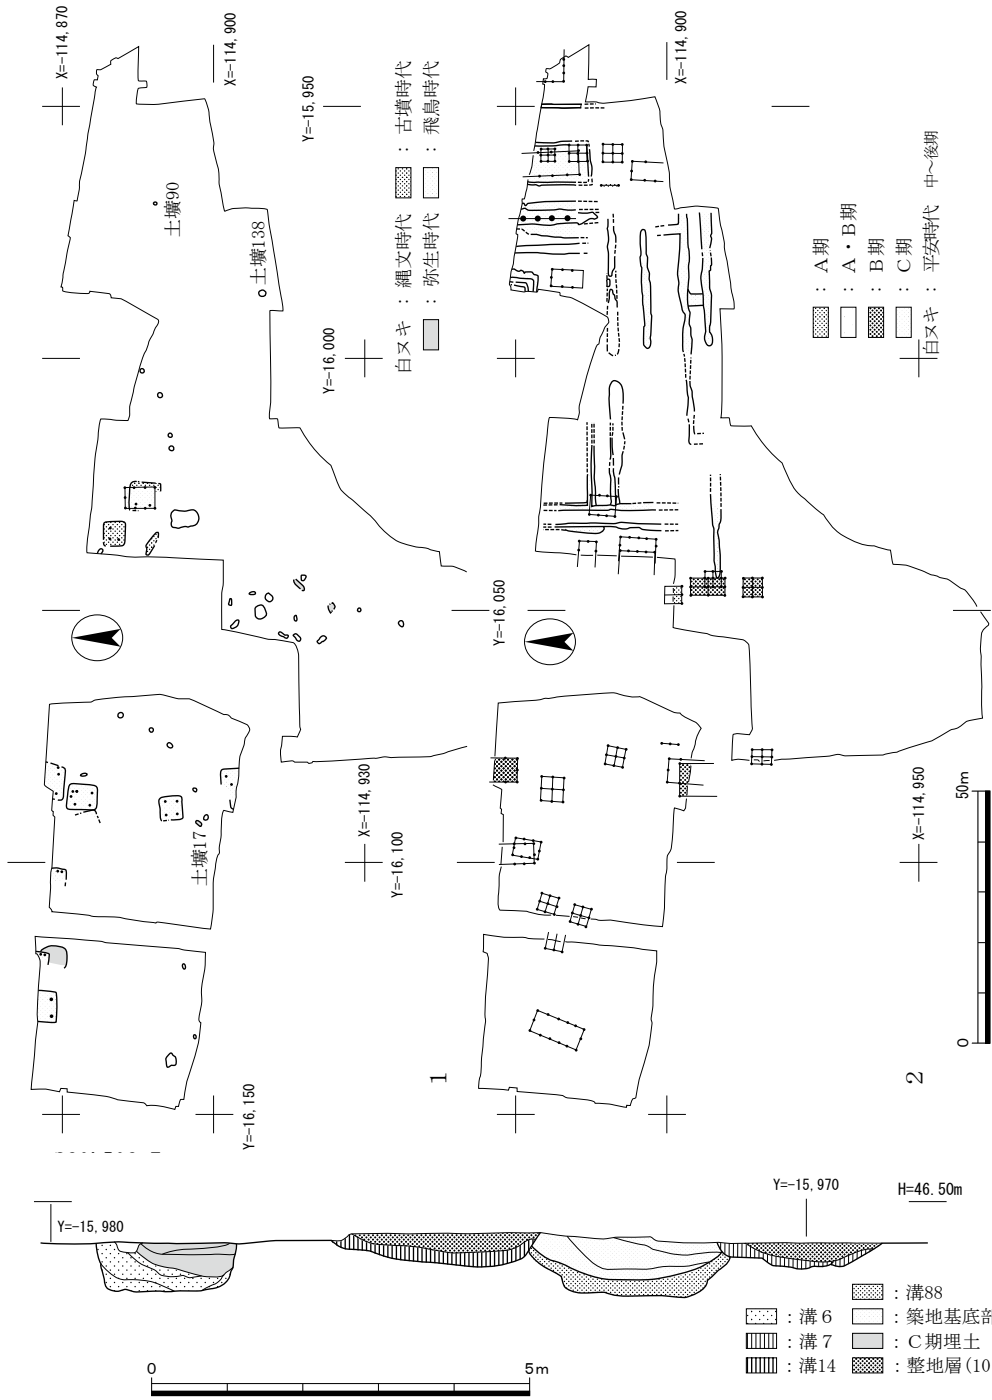 X=-114,870
X=-114,900
Y=-15,950
土壙90
土壙138
白ヌキ : 縄文時代
: 古墳時代
: 弥生時代
: 飛鳥時代
Y=-16,000
Y=-16,050
土壙17
X=-114,930
Y=-16,100
Y=-16,150
1
X=-114,900
: A期
: A・B期
: B期
: C期
白ヌキ : 平安時代 中～後期
X=-114,950
50m
0
2
Y=-15,980
Y=-15,970
H=46.50m
: 溝88
: 溝6
: 築地基底部
: 溝7
: C期埋土
: 溝14
: 整地層(10
0
5m